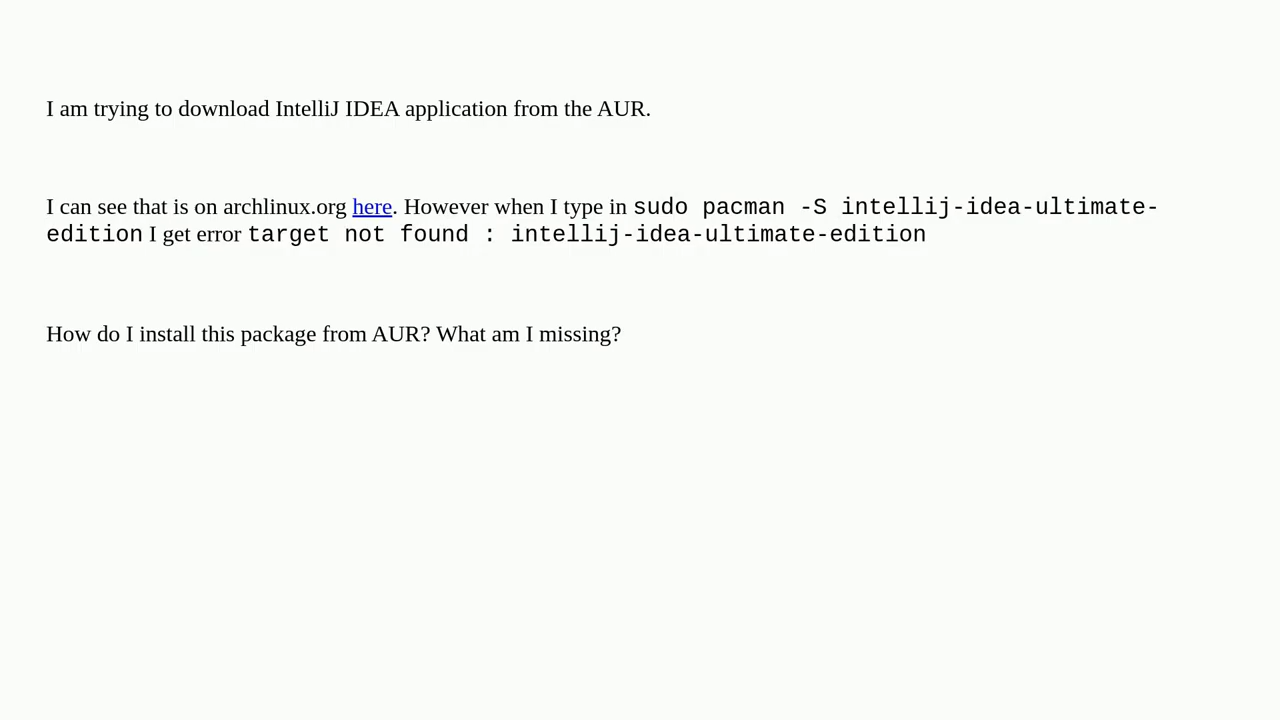 I am trying to download IntelliJ IDEA application from the AUR.
I can see that is on archlinux.org here. However when I type in sudo pacman -S intellij-idea-ultimate-
edition I get error target not found : intellij-idea-ultimate-edition
How do I install this package from AUR? What am I missing?